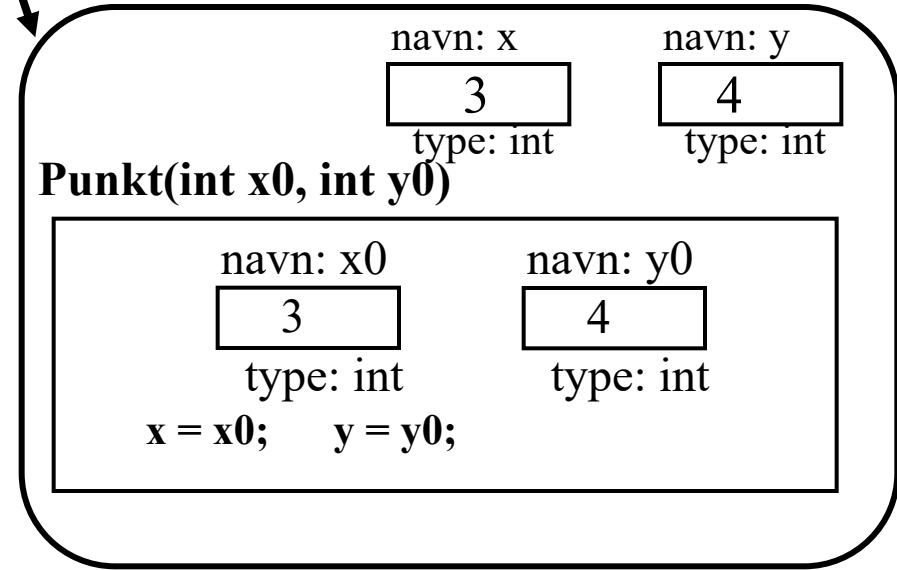 navn: x navn: y
3 4
type: int type: int
Punkt(int x0, int y0)
navn: x0 navn: y0
3 4
type: int type: int
x = x0; y = y0;